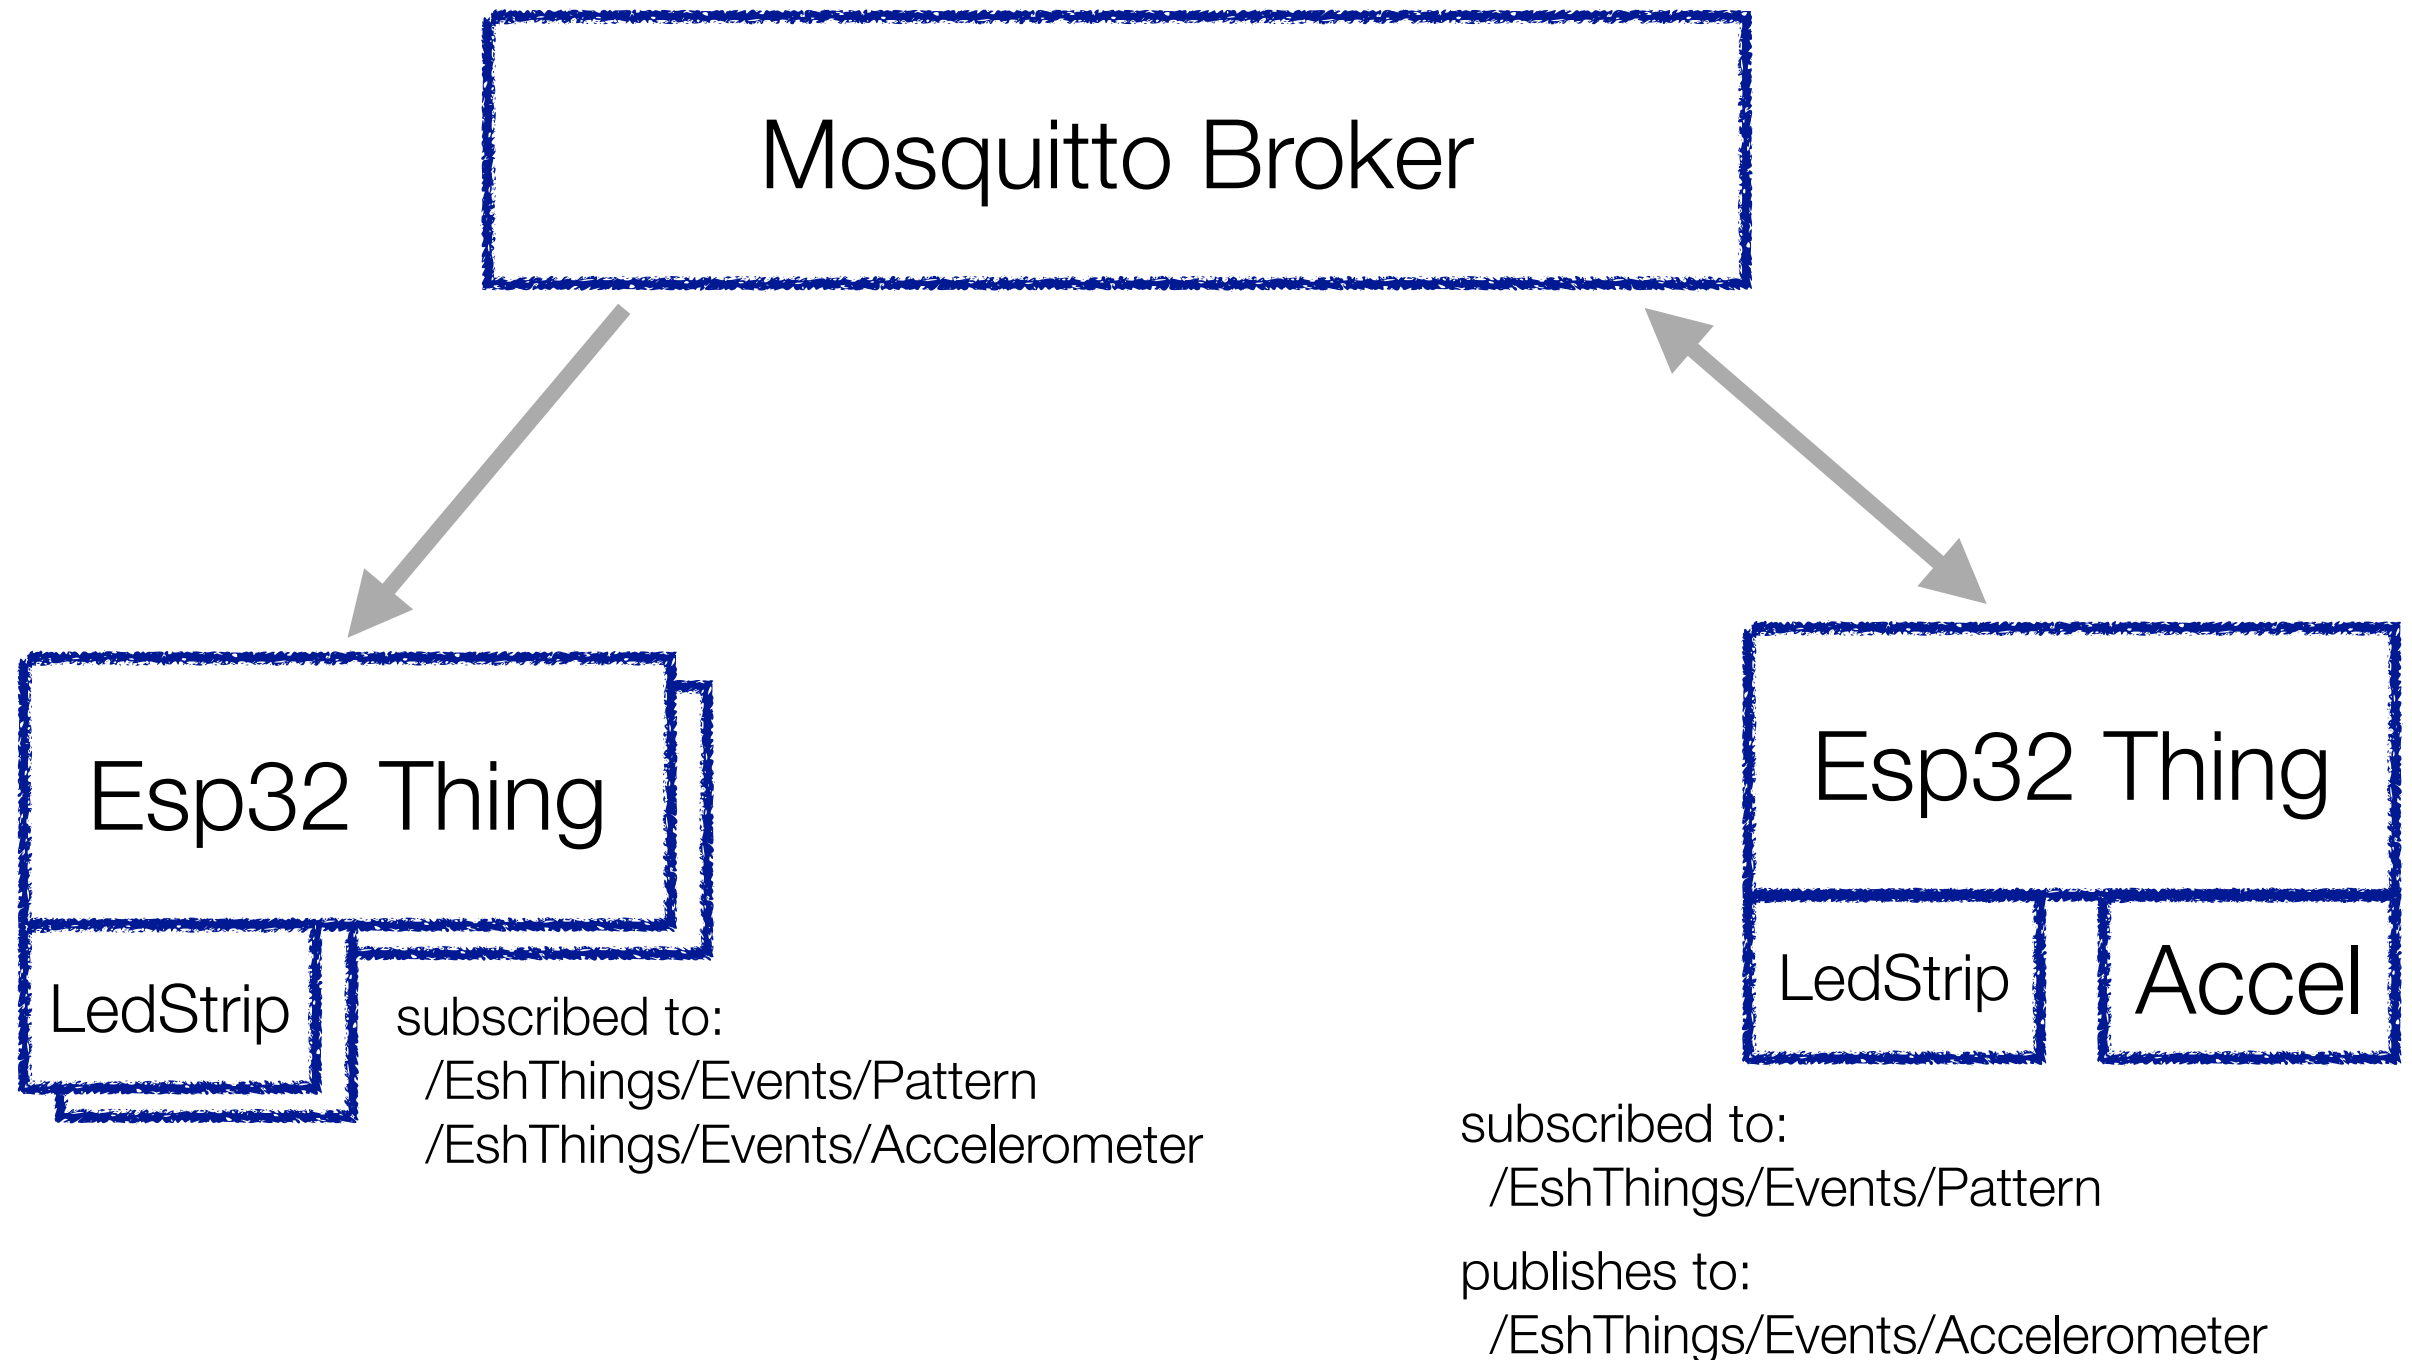 Mosquitto Broker
Esp32 Thing
LedStrip
subscribed to:
/EshThings/Events/Pattern
/EshThings/Events/Accelerometer
Esp32 Thing
LedStrip
Accel
subscribed to:
/EshThings/Events/Pattern
publishes to:
/EshThings/Events/Accelerometer